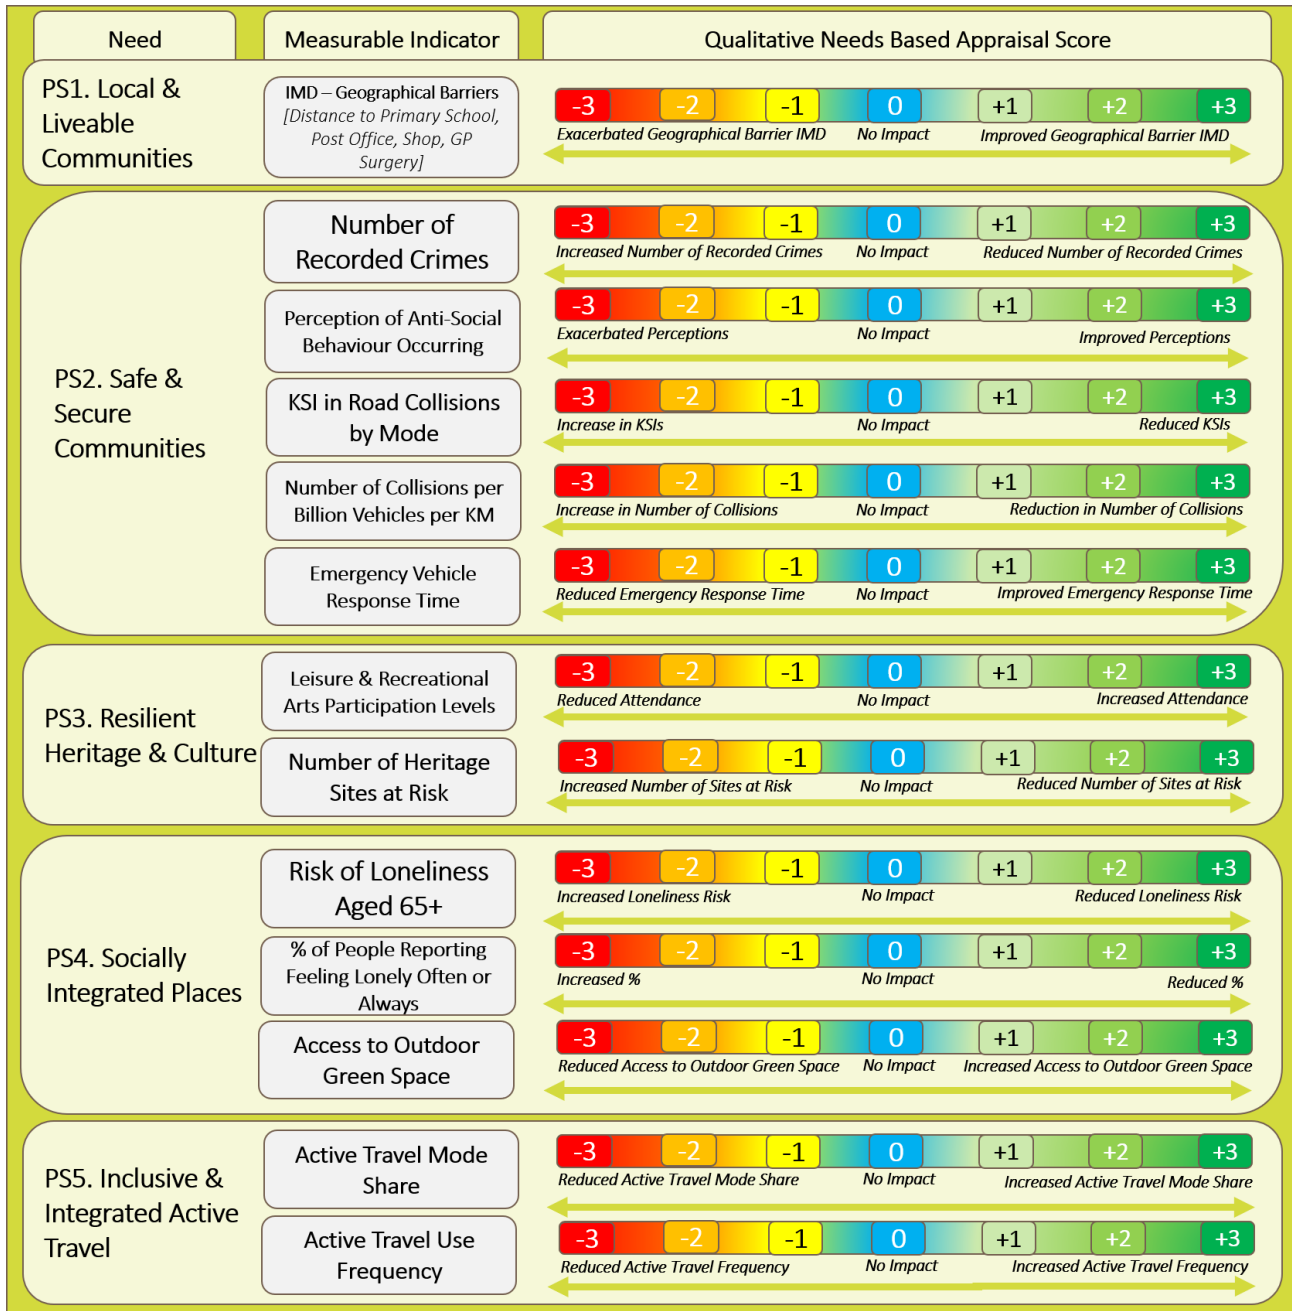 Need
Measurable Indicator
Qualitative Needs Based Appraisal Score
PS1. Local &
Liveable
Communities
IMD – Geographical Barriers
[Distance to Primary School,
Post Office, Shop, GP
Surgery]
-3 -2 -1 0 +1 +2 +3
Exacerbated Geographical Barrier IMD No Impact Improved Geographical Barrier IMD
PS2. Safe &
Secure
Communities
Number of
Recorded Crimes
-3 -2 -1 0 +1 +2 +3
Increased Number of Recorded Crimes No Impact Reduced Number of Recorded Crimes
Perception of Anti-Social
Behaviour Occurring
-3 -2 -1 0 +1 +2 +3
Exacerbated Perceptions No Impact Improved Perceptions
KSI in Road Collisions
by Mode
-3 -2 -1 0 +1 +2 +3
Increase in KSIs No Impact Reduced KSIs
Number of Collisions per
Billion Vehicles per KM
-3 -2 -1 0 +1 +2 +3
Increase in Number of Collisions No Impact Reduction in Number of Collisions
Emergency Vehicle
Response Time
-3 -2 -1 0 +1 +2 +3
Reduced Emergency Response Time No Impact Improved Emergency Response Time
PS3. Resilient
Heritage & Culture
Leisure & Recreational
Arts Participation Levels
-3 -2 -1 0 +1 +2 +3
Reduced Attendance No Impact Increased Attendance
Number of Heritage
Sites at Risk
-3 -2 -1 0 +1 +2 +3
Increased Number of Sites at Risk No Impact Reduced Number of Sites at Risk
PS4. Socially
Integrated Places
Risk of Loneliness
Aged 65+
-3 -2 -1 0 +1 +2 +3
Increased Loneliness Risk No Impact Reduced Loneliness Risk
% of People Reporting
Feeling Lonely Often or
Always
-3 -2 -1 0 +1 +2 +3
Increased % No Impact Reduced %
Access to Outdoor
Green Space
-3 -2 -1 0 +1 +2 +3
Reduced Access to Outdoor Green Space No Impact Increased Access to Outdoor Green Space
PS5. Inclusive &
Integrated Active
Travel
Active Travel Mode
Share
-3 -2 -1 0 +1 +2 +3
Reduced Active Travel Mode Share No Impact Increased Active Travel Mode Share
Active Travel Use
Frequency
-3 -2 -1 0 +1 +2 +3
Reduced Active Travel Frequency No Impact Increased Active Travel Frequency